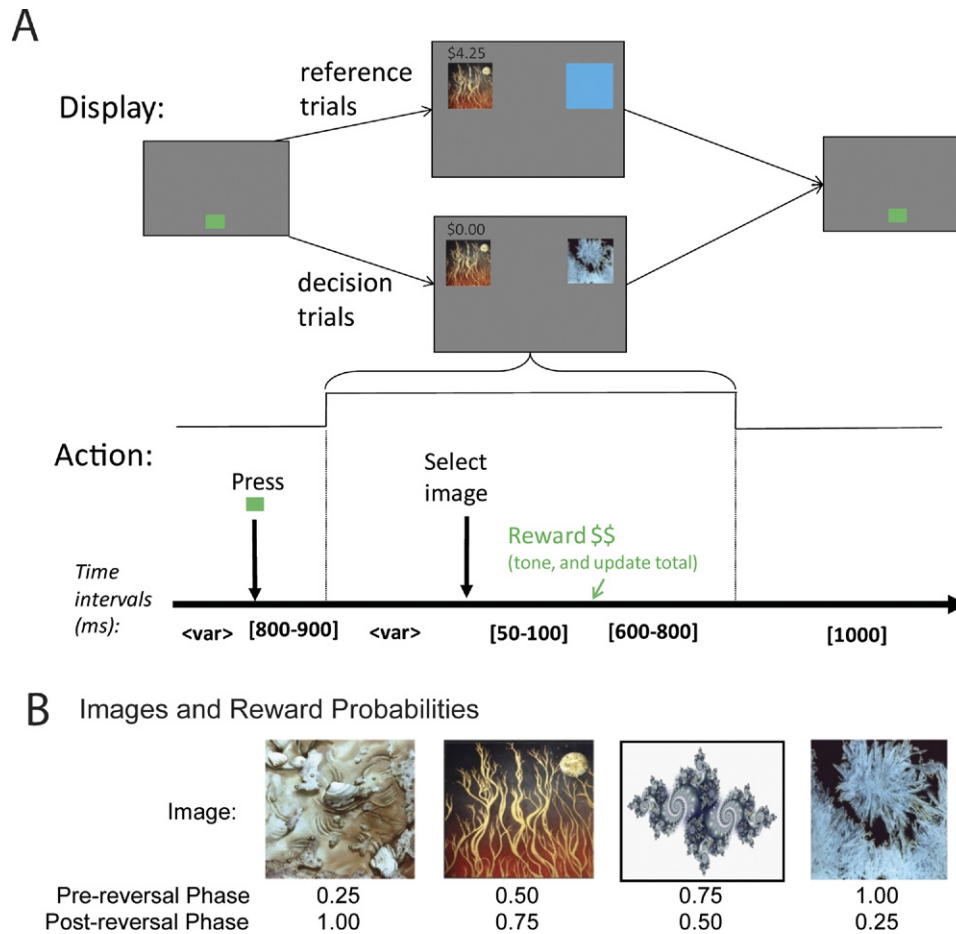 A
Display:
reference
trials
$4.25
decision
trials
$0.00
Action:
Press
Select
image
Reward $$
(tone, and update total)
Time
intervals
(ms):
<var> [800-900] <var> [50-100] [600-800] [1000]
B Images and Reward Probabilities
Image:
Pre-reversal Phase 0.25 0.50 0.75 1.00
Post-reversal Phase 1.00 0.75 0.50 0.25